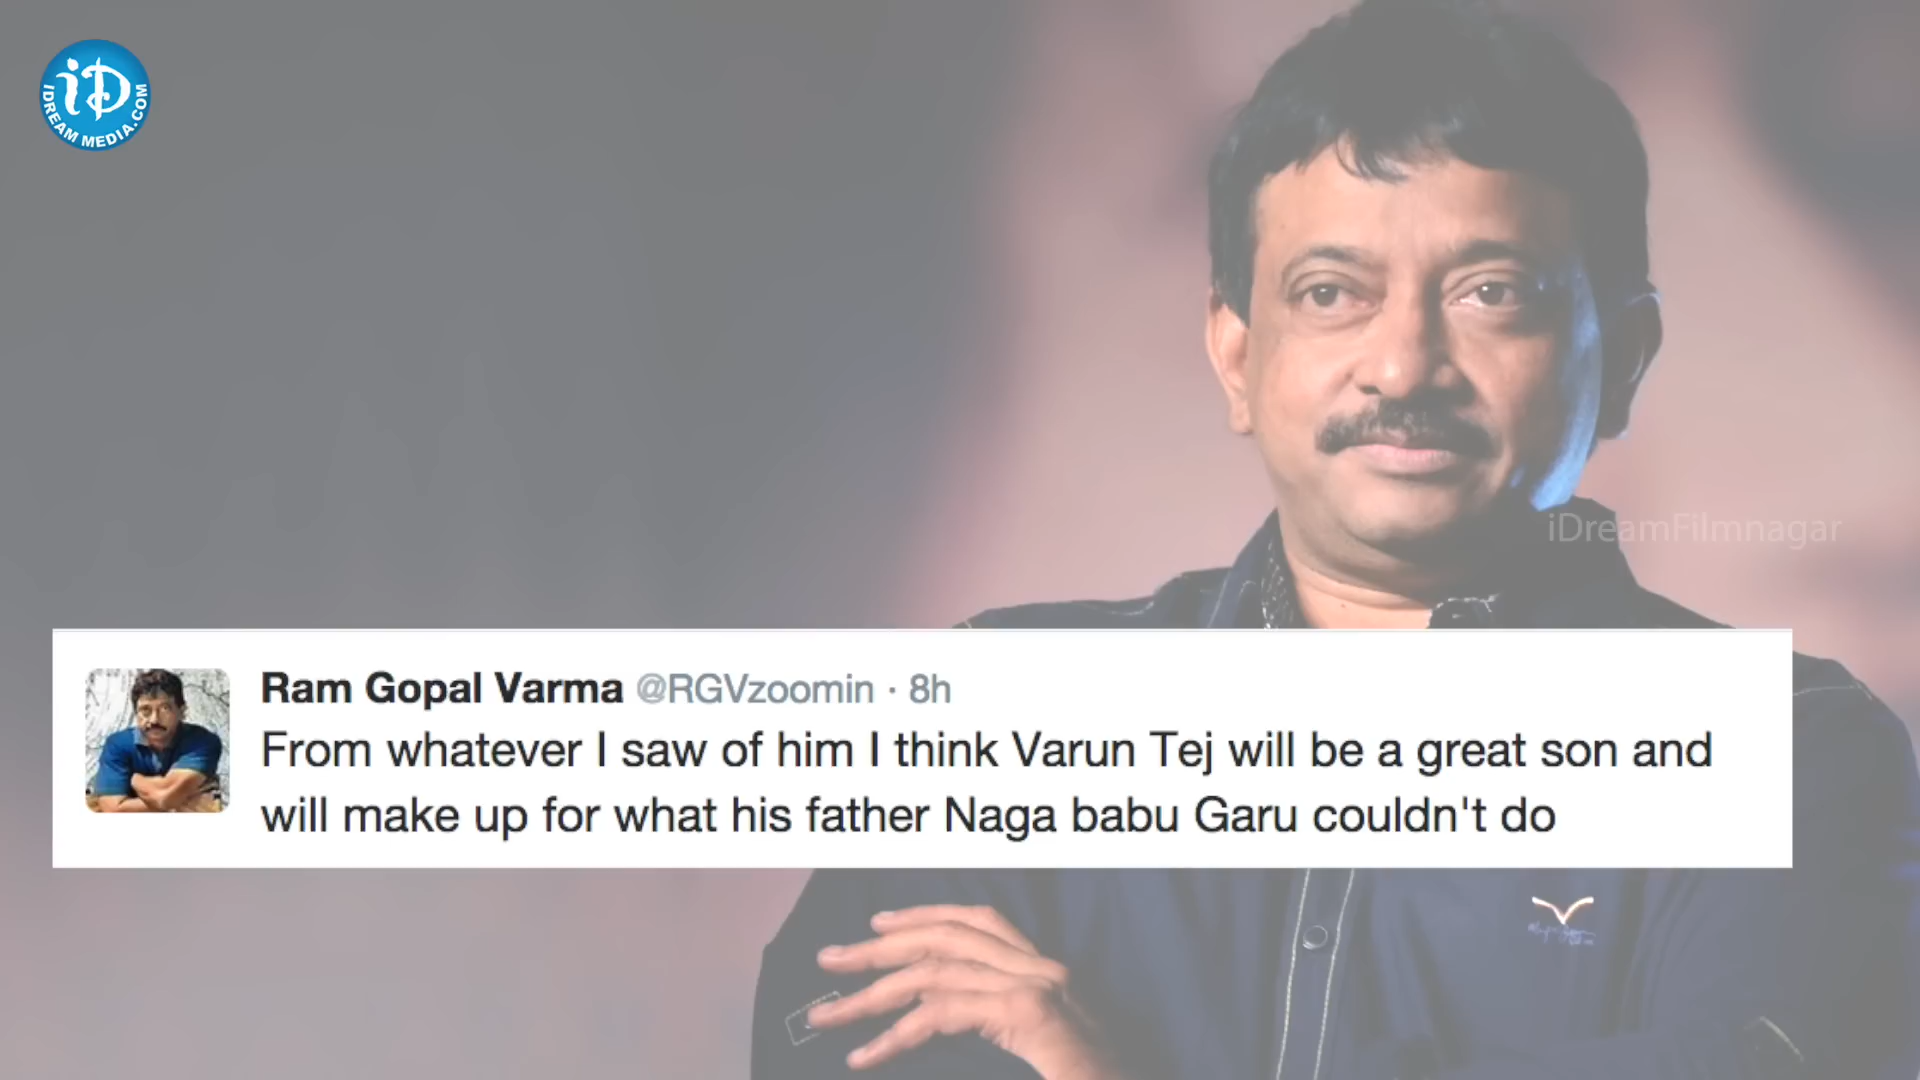 iD
IDREAM MEDIA.COM
iDreamFilmnagar
Ram Gopal Varma @RGVzoomin · 8h
From whatever I saw of him I think Varun Tej will be a great son and
will make up for what his father Naga babu Garu couldn't do